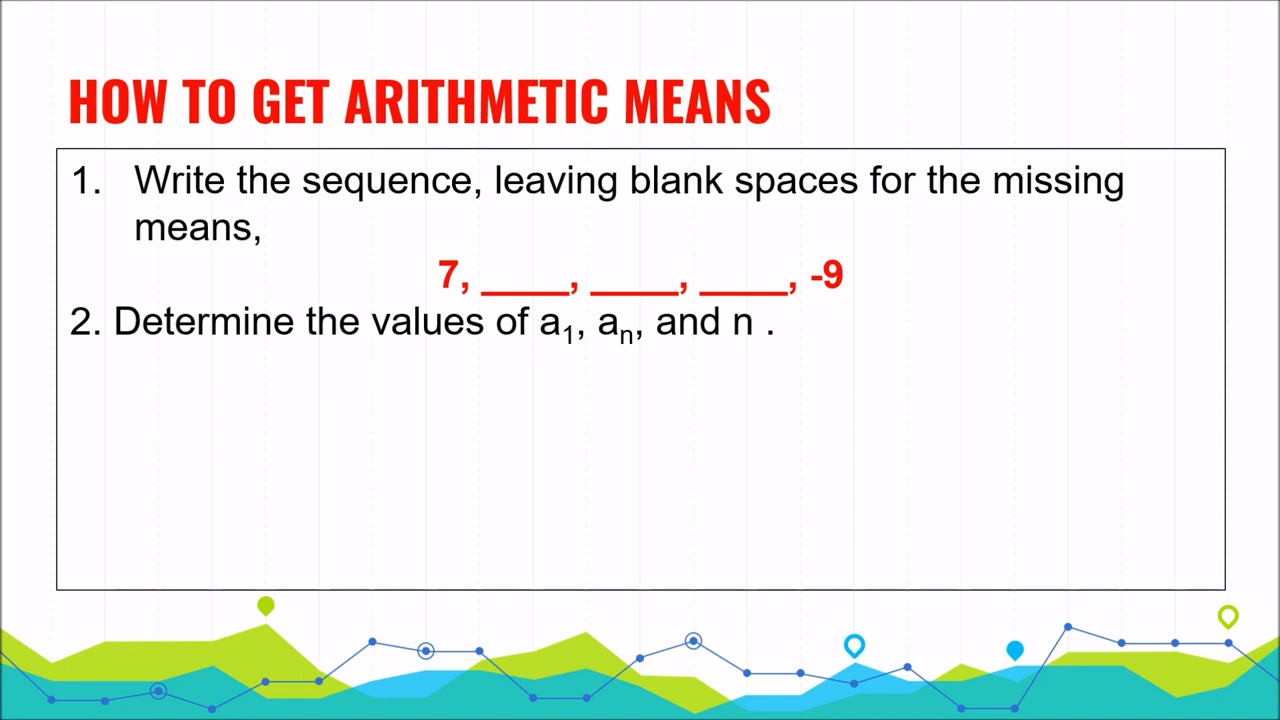 HOW TO GET ARITHMETIC MEANS
1. Write the sequence, leaving blank spaces for the missing
means,
7, ____, ____, ____, -9
2. Determine the values of a₁, aₙ, and n .